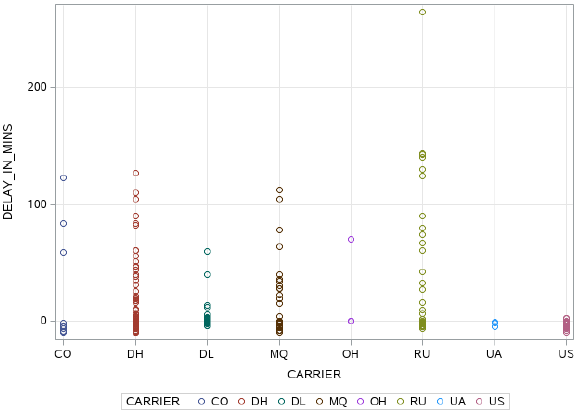 DELAY_IN_MINS
200
100
0
CO DH DL MQ OH RU UA US
CARRIER
CARRIER CO DH DL MQ OH RU UA US